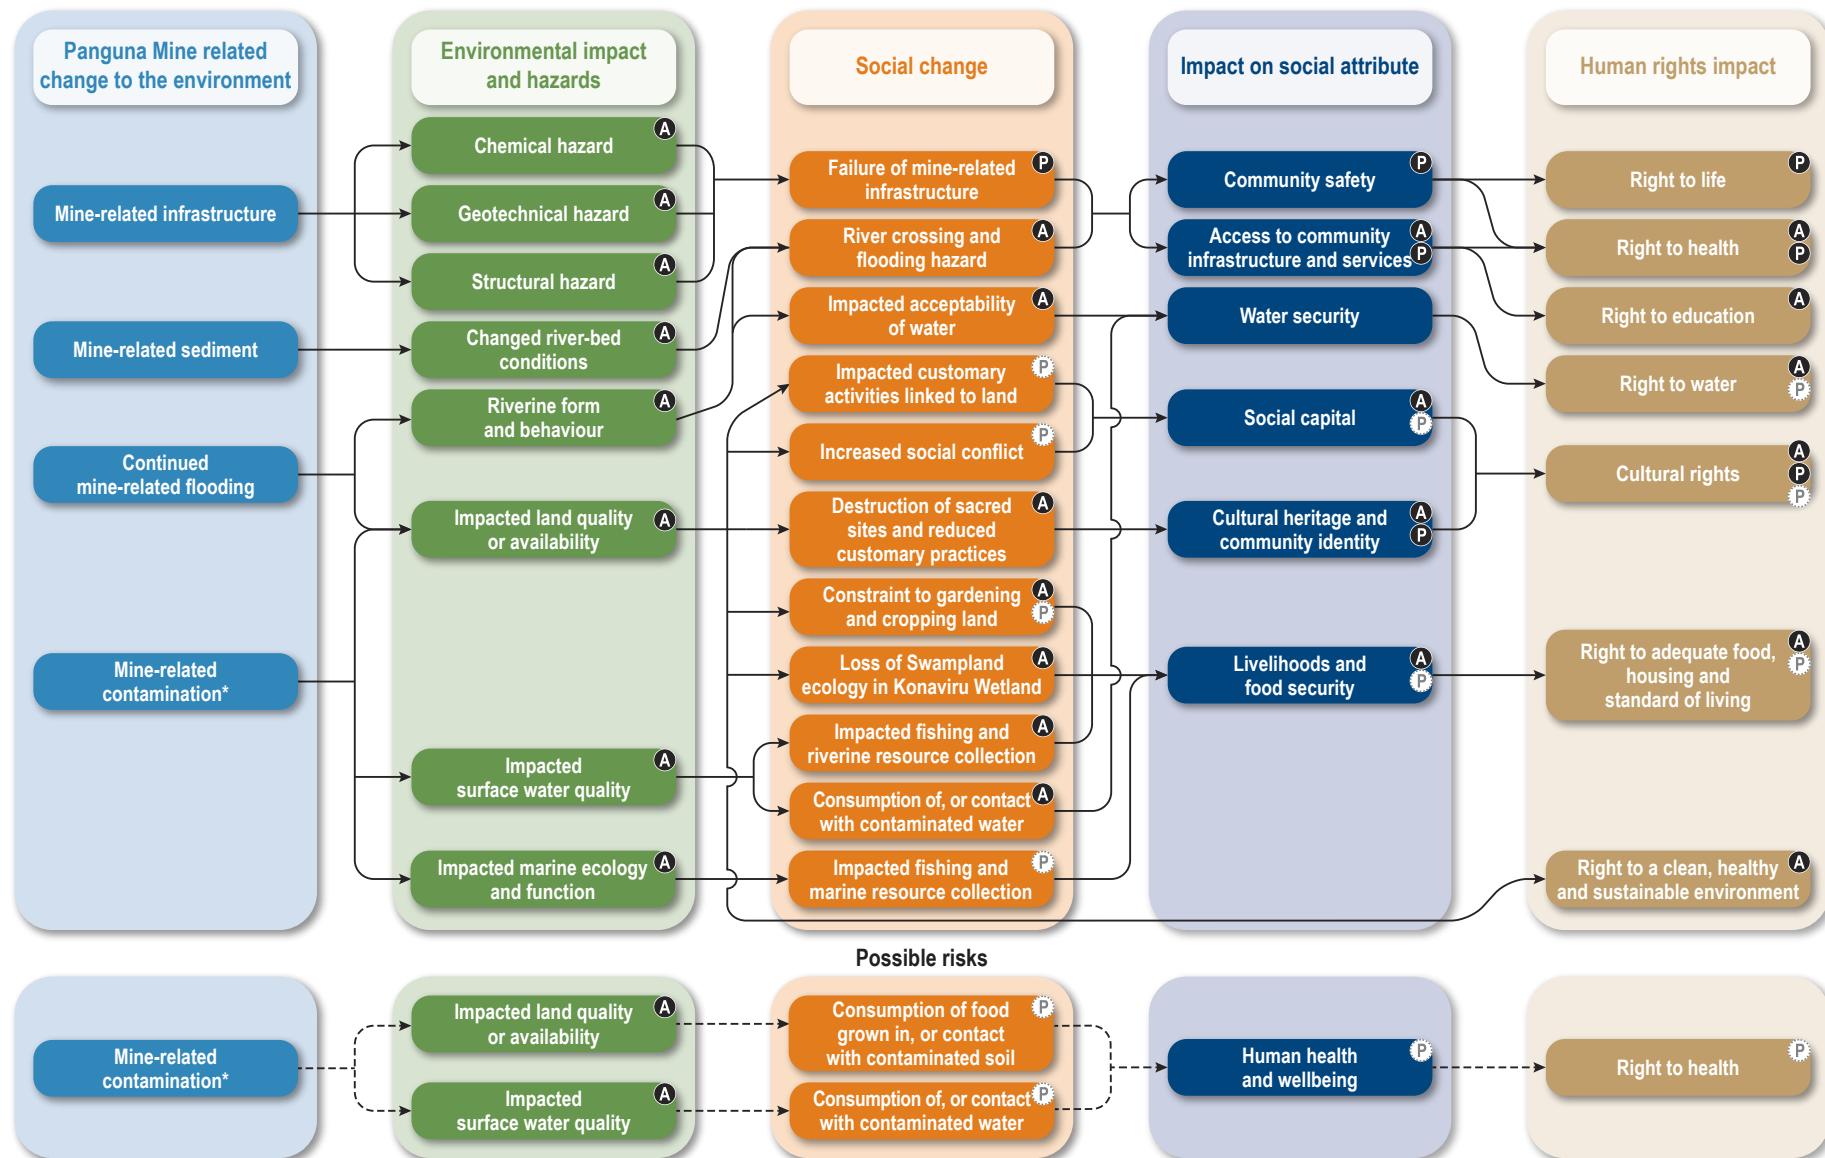 Panguna Mine related
change to the environment
Mine-related infrastructure
Mine-related sediment
Continued
mine-related flooding
Mine-related
contamination*
Environmental impact
and hazards
Chemical hazard
A
Geotechnical hazard
A
Structural hazard
A
Changed river-bed
conditions
A
Riverine form
and behaviour
A
Impacted land quality
or availability
A
Impacted
surface water quality
A
Impacted marine ecology
and function
A
Social change
Failure of mine-related
infrastructure
P
River crossing and
flooding hazard
A
Impacted acceptability
of water
A
Impacted customary
activities linked to land
P
Increased social conflict
P
Destruction of sacred
sites and reduced
customary practices
A
Constraint to gardening
and cropping land
A
P
Loss of Swampland
ecology in Konaviru Wetland
A
Impacted fishing and
riverine resource collection
A
Consumption of, or contact
with contaminated water
A
Impacted fishing and
marine resource collection
P
Impact on social attribute
Community safety
P
Access to community
infrastructure and services
A
P
Water security
Social capital
A
P
Cultural heritage and
community identity
A
P
Livelihoods and
food security
A
P
Human rights impact
Right to life
P
Right to health
A
P
Right to education
A
Right to water
A
P
Cultural rights
A
P
P
Right to adequate food,
housing and
standard of living
A
P
Right to a clean, healthy
and sustainable environment
A
Possible risks
Mine-related
contamination*
Impacted land quality
or availability
A
Impacted
surface water quality
A
Consumption of food
grown in, or contact
with contaminated soil
P
Consumption of, or contact
with contaminated water
P
Human health
and wellbeing
P
Right to health
P